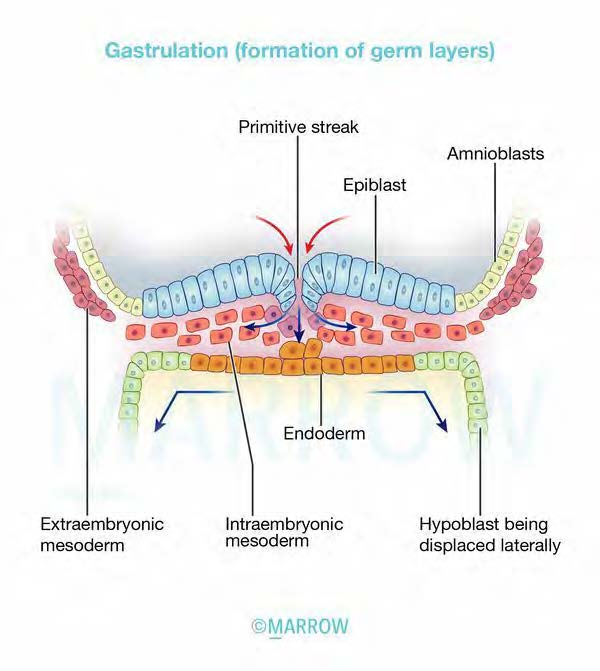 Gastrulation (formation of germ layers)
Primitive streak
Amnioblasts
Epiblast
MARROW
Endoderm
Extraembryonic
mesoderm
Intraembryonic
mesoderm
Hypoblast being
displaced laterally
©MARROW